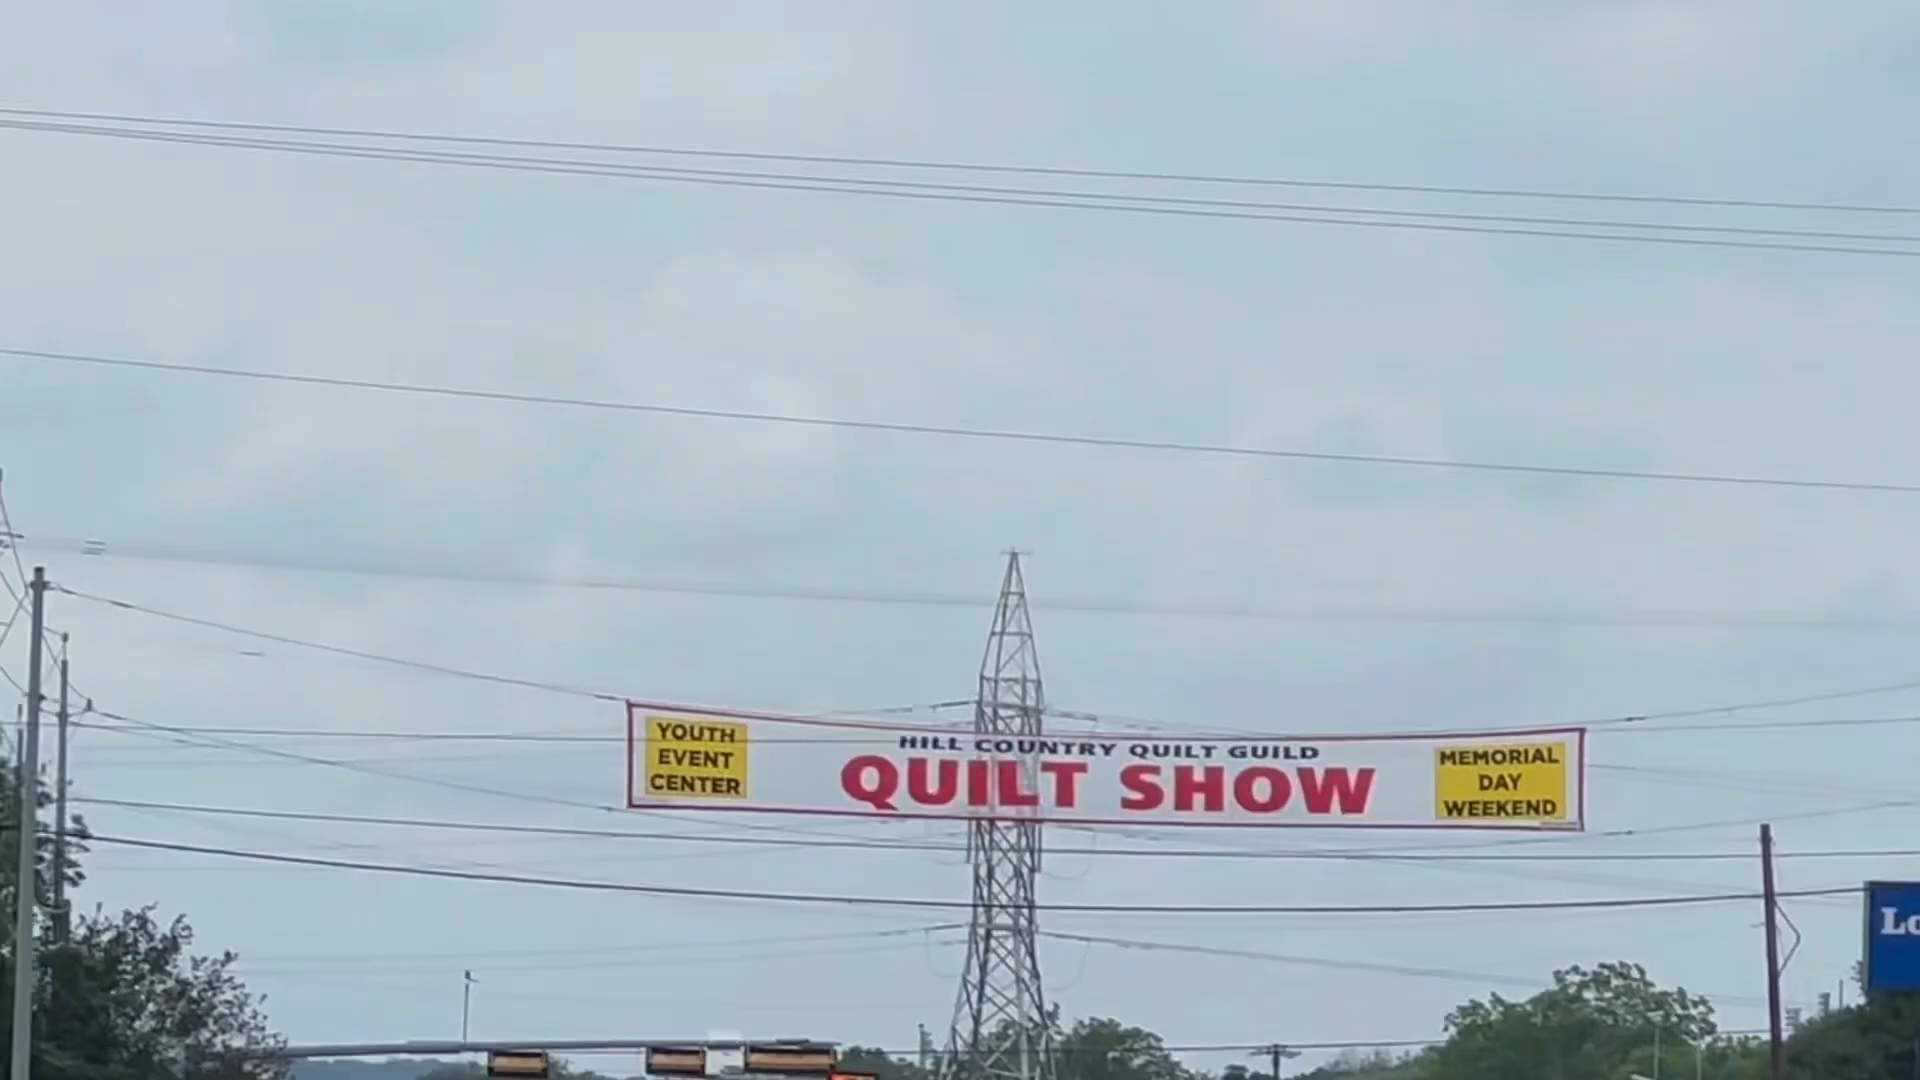 YOUTH
EVENT
CENTER
HILL COUNTRY QUILT GUILD
QUILT SHOW
MEMORIAL
DAY
WEEKEND